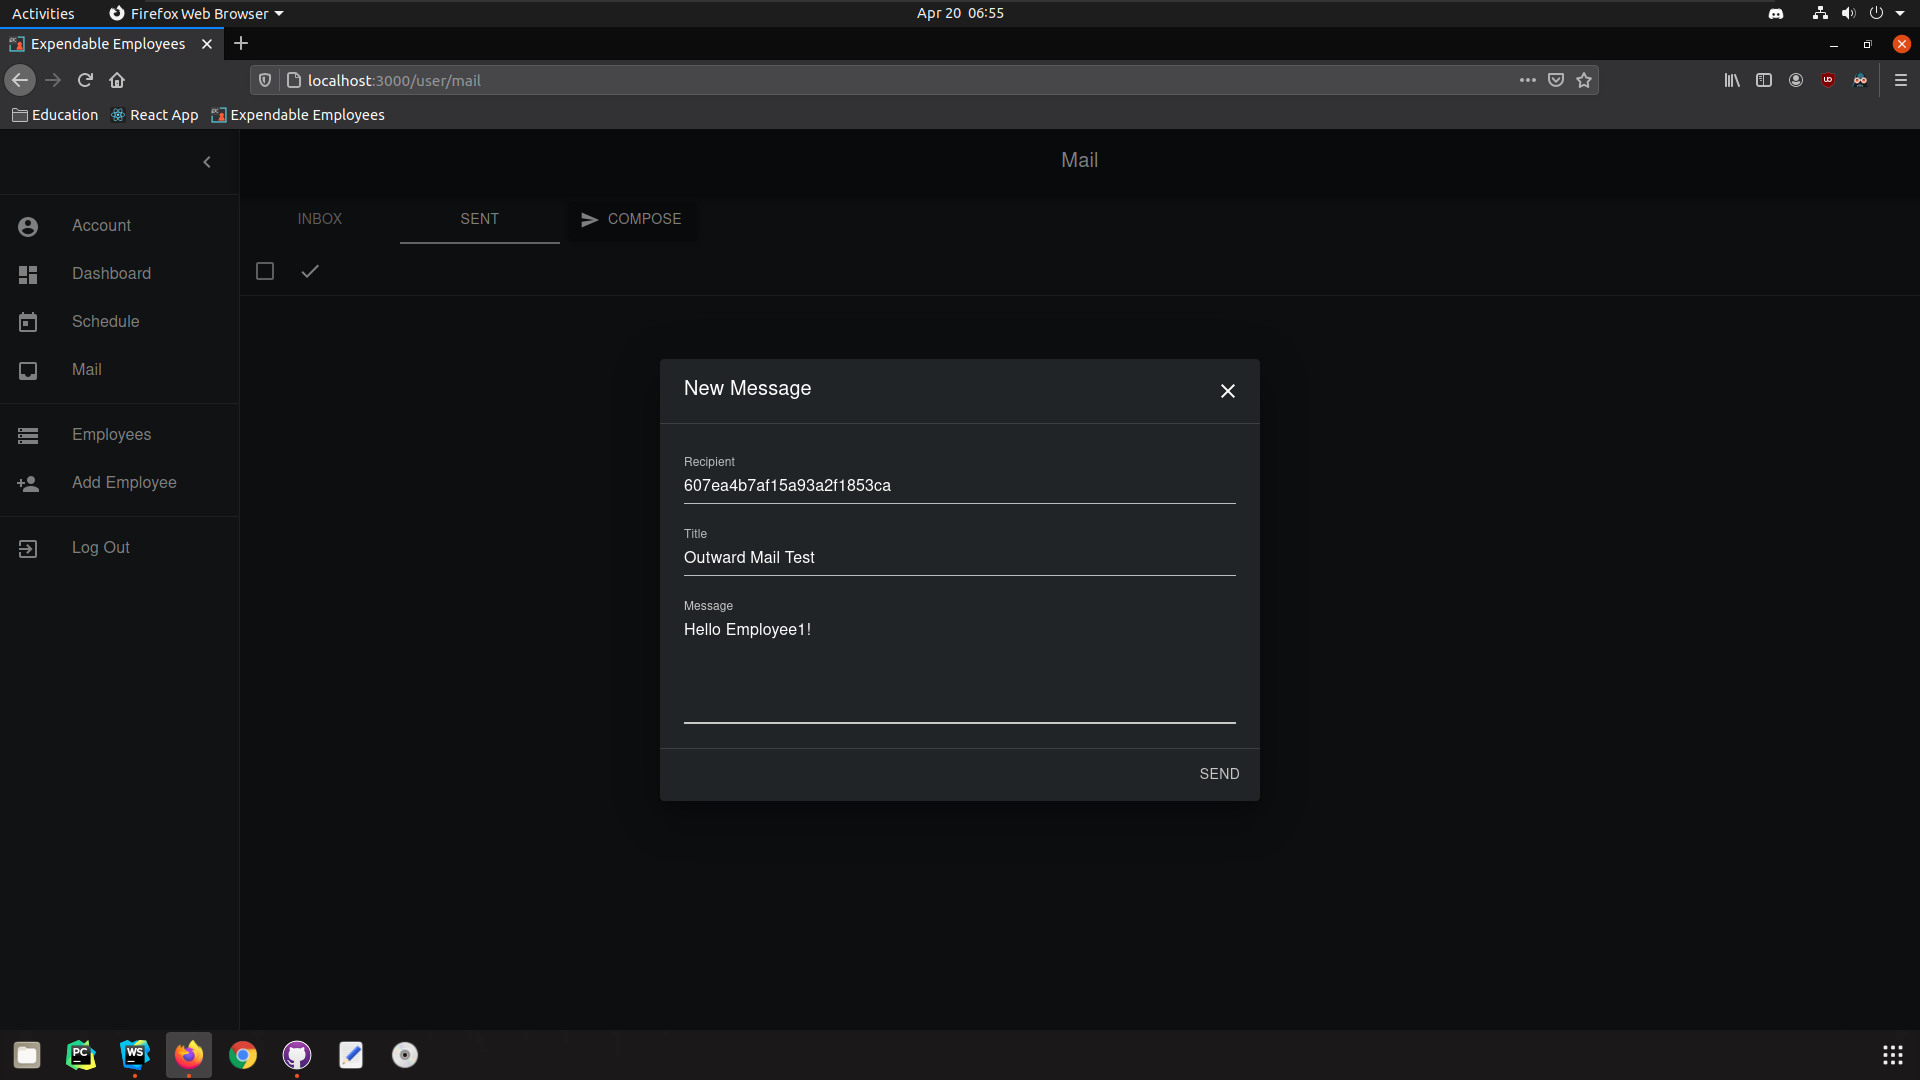 Activities
Firefox Web Browser
Apr 20 06:55
Expendable Employees
localhost:3000/user/mail
Education
React App
Expendable Employees
Mail
INBOX
SENT
COMPOSE
Account
Dashboard
Schedule
Mail
Employees
Add Employee
Log Out
New Message
Recipient
607ea4b7af15a93a2f1853ca
Title
Outward Mail Test
Message
Hello Employee1!
SEND
PC
WS